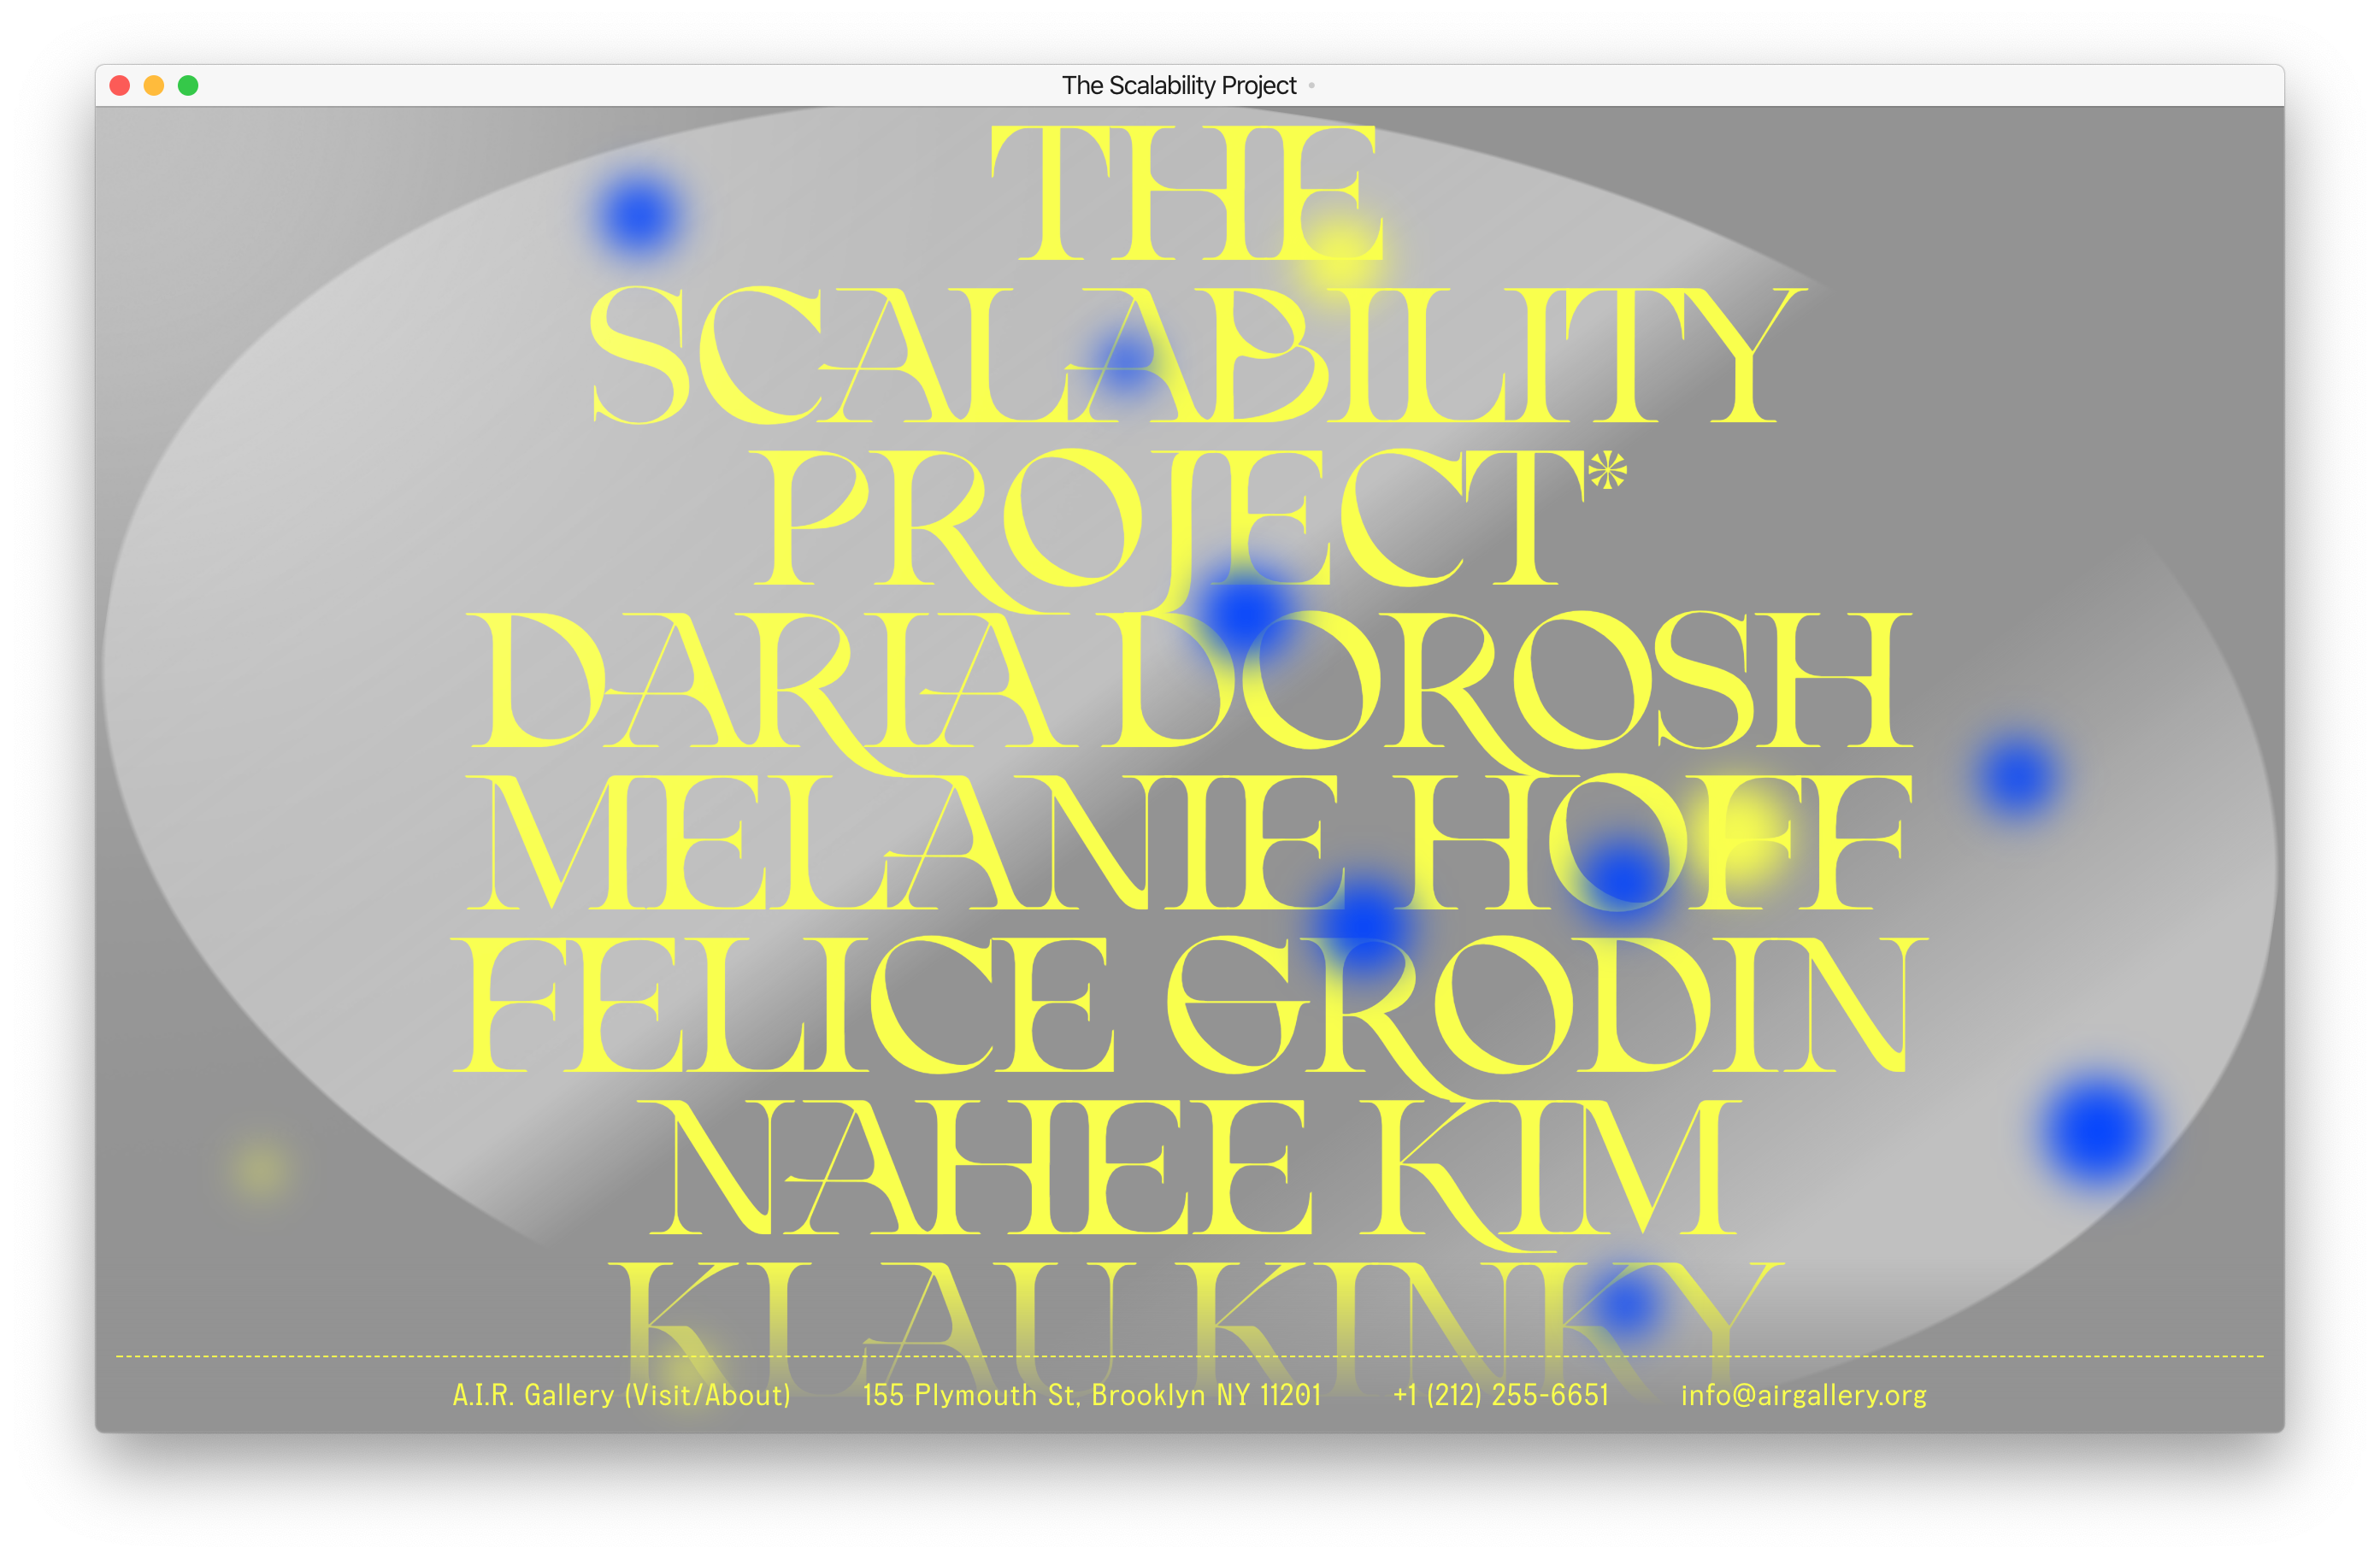 The Scalability Project
THE
SCALABILITY
PROJECT*
DARIA DOROSH
MELANIE HOFF
FELICE GRODIN
NAHEE KIM
KLAU KINKY
A.I.R. Gallery (Visit/About) 155 Plymouth St, Brooklyn NY 11201 +1 (212) 255-6651 info@airgallery.org